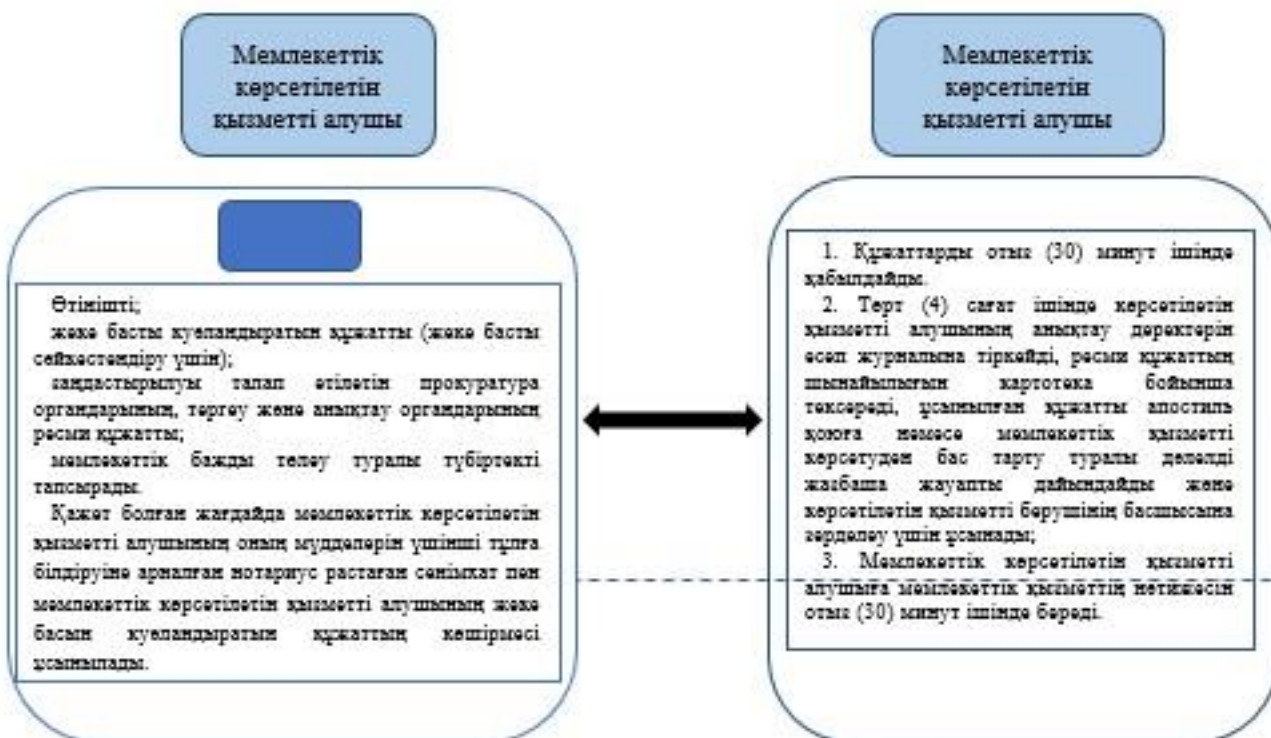 Мемлекеттік
көрсетілетін
қызметті алушы
Мемлекеттік
көрсетілетін
қызметті алушы
Өтінішті;
жеке басты куәландыратын құжатты (жеке басты
сәйкестендіру үшін);
заңдастырылуы талап етілетін прокуратура
органдарының, тергеу және анықтау органдарының
ресми құжатты;
мемлекеттік бажды төлеу туралы түбіртекті
тапсырады.
Қажет болған жағдайда мемлекеттік көрсетілетін
қызметті алушының оның мүдделерін үшінші тұлға
білдіруіне арналған нотариус растаған сенімхат пен
мемлекеттік көрсетілетін қызметті алушының жеке
басын куәландыратын құжаттың көшірмесі
ұсынылады.
1. Құжаттарды отыз (30) минут ішінде
қабылдайды.
2. Төрт (4) сағат ішінде көрсетілетін
қызметті алушының анықтау деректерін
есеп журналына тіркейді, ресми құжаттың
шынайылығын картотека бойынша
тексереді, ұсынылған құжатты апостиль
қоюға немесе мемлекеттік қызметті
көрсетуден бас тарту туралы дәлелді
жазбаша жауапты дайындайды және
көрсетілетін қызметті берушінің басшысына
зерделеу үшін ұсынады;
3. Мемлекеттік көрсетілетін қызметті
алушыға мемлекеттік қызметтің нәтижесін
отыз (30) минут ішінде береді.